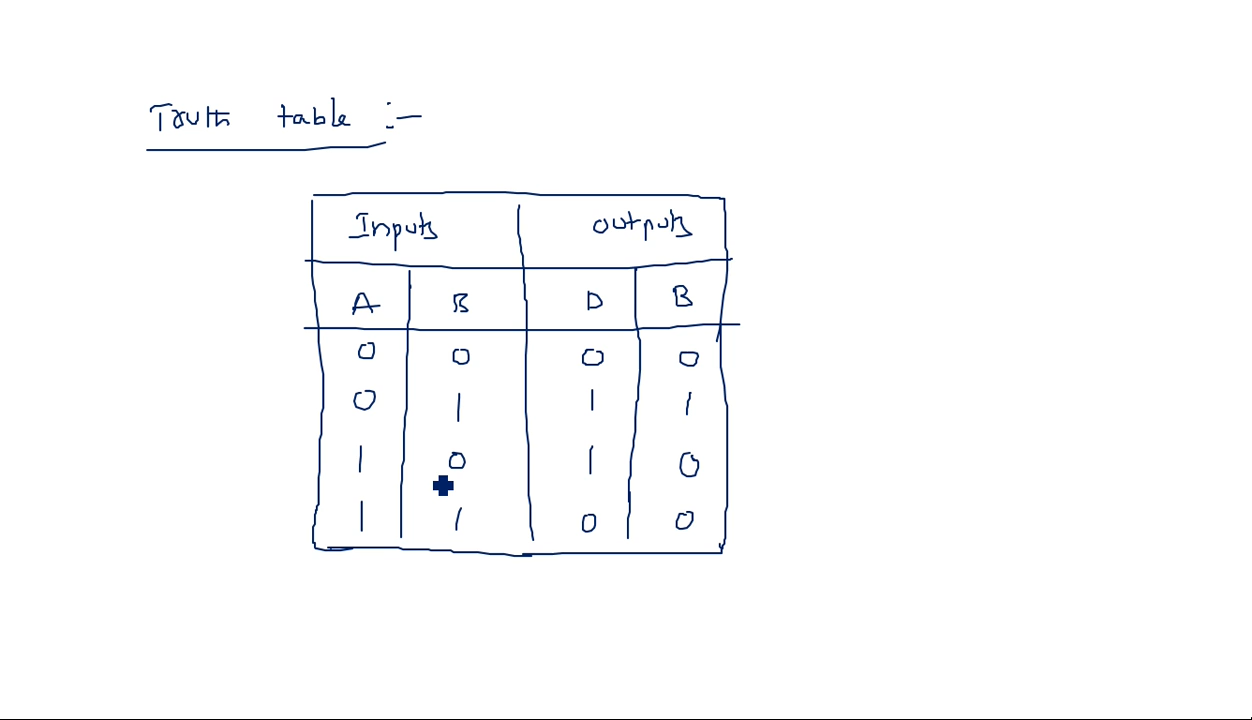 Truth table :-
Inputs outputs
A B D B
0 0 0 0
0 1 1 1
1 0 1 0
1 1 0 0